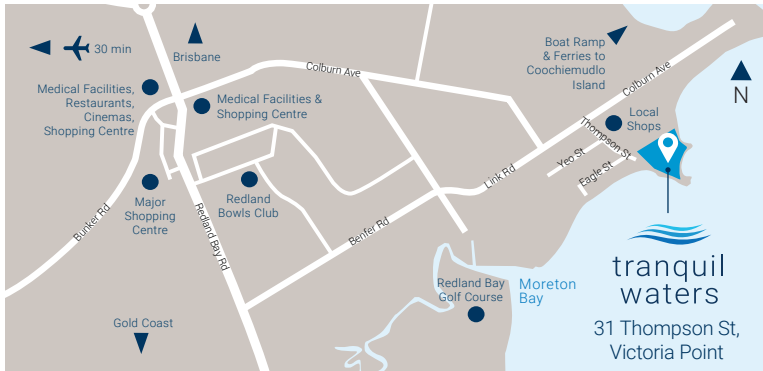 30 min
Brisbane
Boat Ramp
& Ferries to
Coochiemudlo
Island
Colburn Ave
Colburn Ave
N
Medical Facilities,
Restaurants,
Cinemas,
Shopping Centre
Medical Facilities &
Shopping Centre
Local
Shops
Thompson St
Yeo St
Eagle St
Link Rd
Major
Shopping
Centre
Redland
Bowls Club
Bunker Rd
Redland Bay Rd
Benfer Rd
tranquil
waters
31 Thompson St,
Victoria Point
Redland Bay
Golf Course
Moreton
Bay
Gold Coast